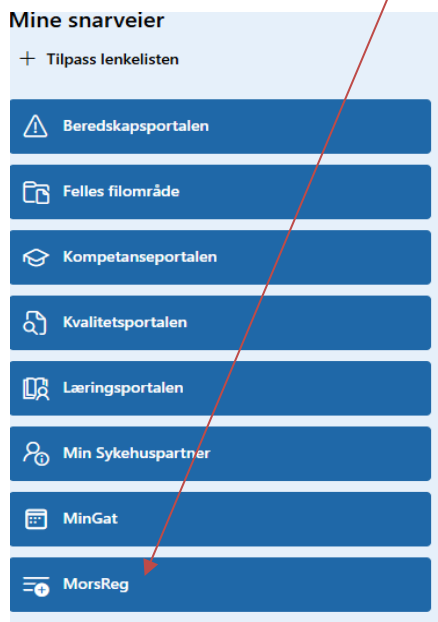 Mine snarveier
+ Tilpass lenkelisten
Beredskapsportalen
Felles filområde
Kompetanseportalen
Kvalitetsportalen
Læringsportalen
Min Sykehuspartner
MinGat
MorsReg